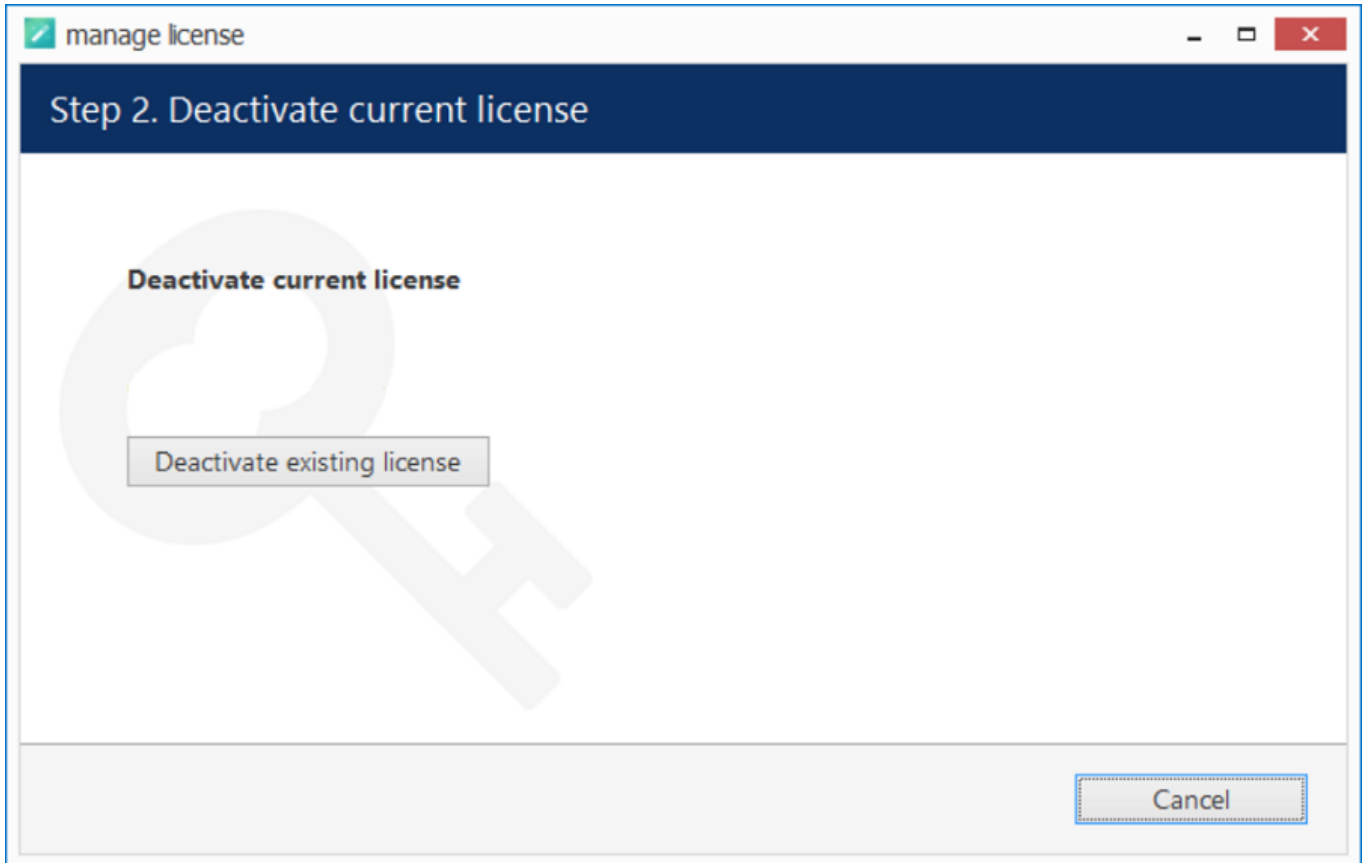 manage license
Step 2. Deactivate current license
Deactivate current license
Deactivate existing license
Cancel